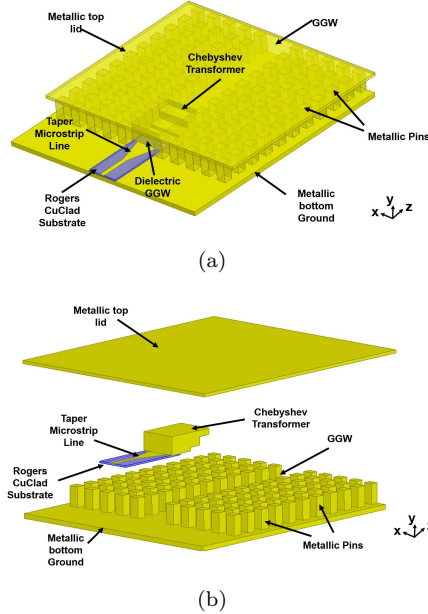 Metallic top
lid
GGW
Chebyshev
Transformer
Taper
Microstrip
Line
Metallic Pins
Rogers
CuClad
Substrate
Dielectric
GGW
Metallic
bottom
Ground
y
x
z
(a)
Metallic top
lid
Chebyshev
Transformer
Taper
Microstrip
Line
GGW
Rogers
CuClad
Substrate
Metallic
bottom
Ground
Metallic Pins
y
x
(b)